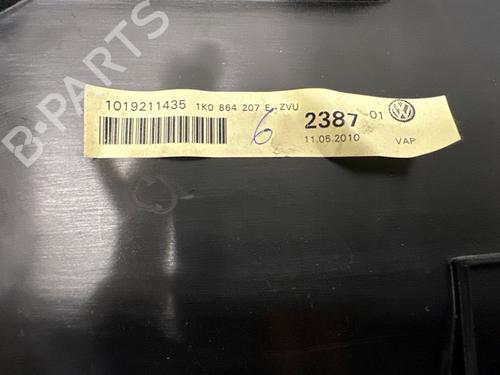 B-PARTS
1019211435 1K0 864 207 E ZVU
2387 01
6
11.05.2010 VAP